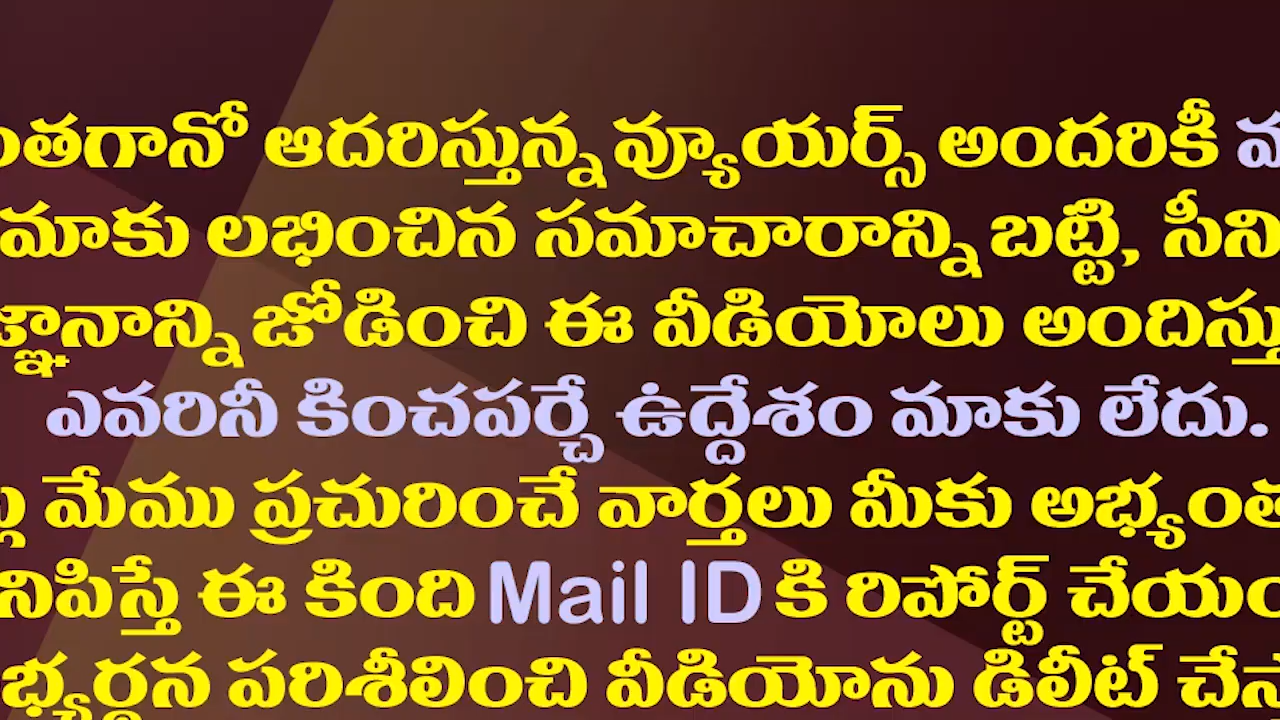 ఆదరిస్తున్న వ్యూయర్స్ అందరికీ
మాకు లభించిన సమాచారాన్ని బట్టి,
జోడించి ఈ వీడియోలు
ఎవరినీ కించపర్చే ఉద్దేశం మాకు లేదు.
మేము ప్రచురించే వార్తలు మీకు
ఈ కింది Mail ID కి రిపోర్ట్
పరిశీలించి వీడియోను డిలీట్